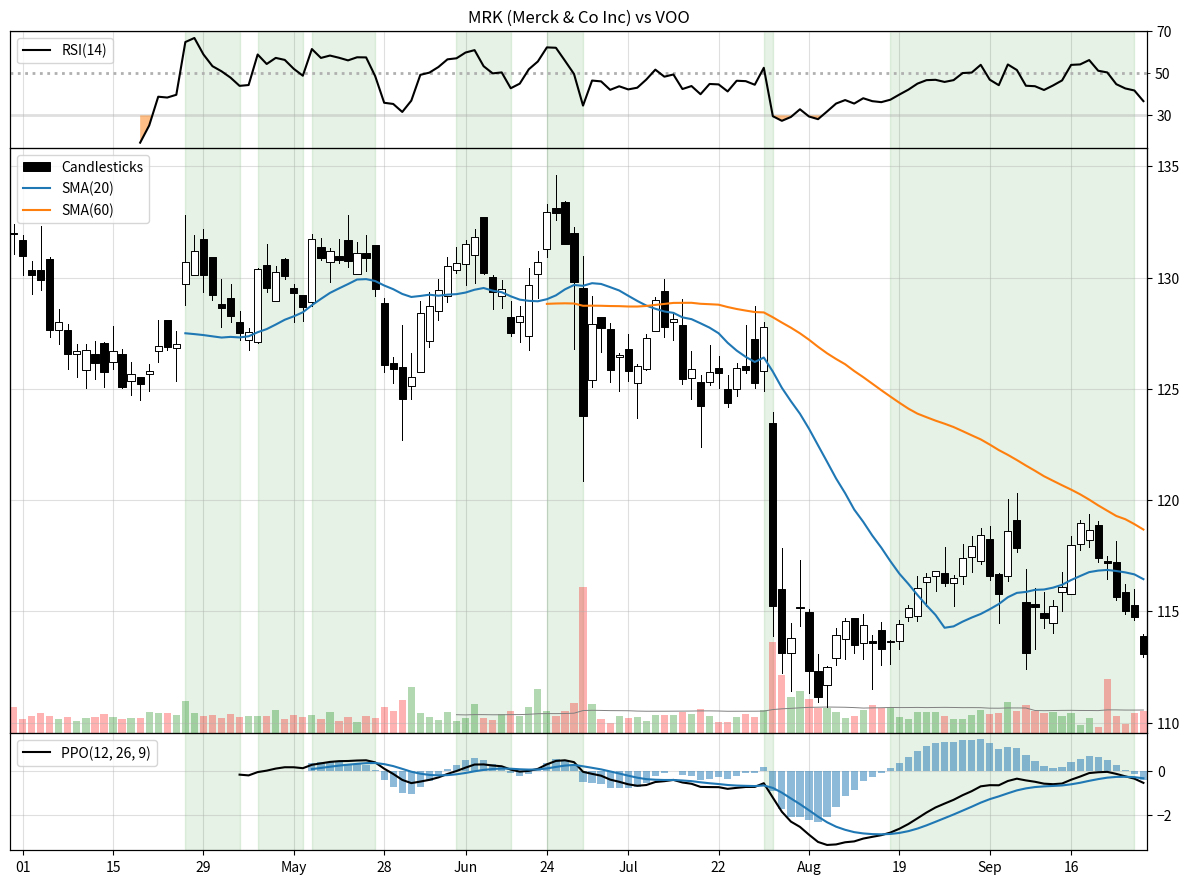 MRK (Merck & Co Inc) vs VOO
RSI(14)
70
50
30
Candlesticks
SMA(20)
SMA(60)
135
130
125
120
115
110
PPO(12, 26, 9)
0
−2
01 15 29 May 28 Jun 24 Jul 22 Aug 19 Sep 16